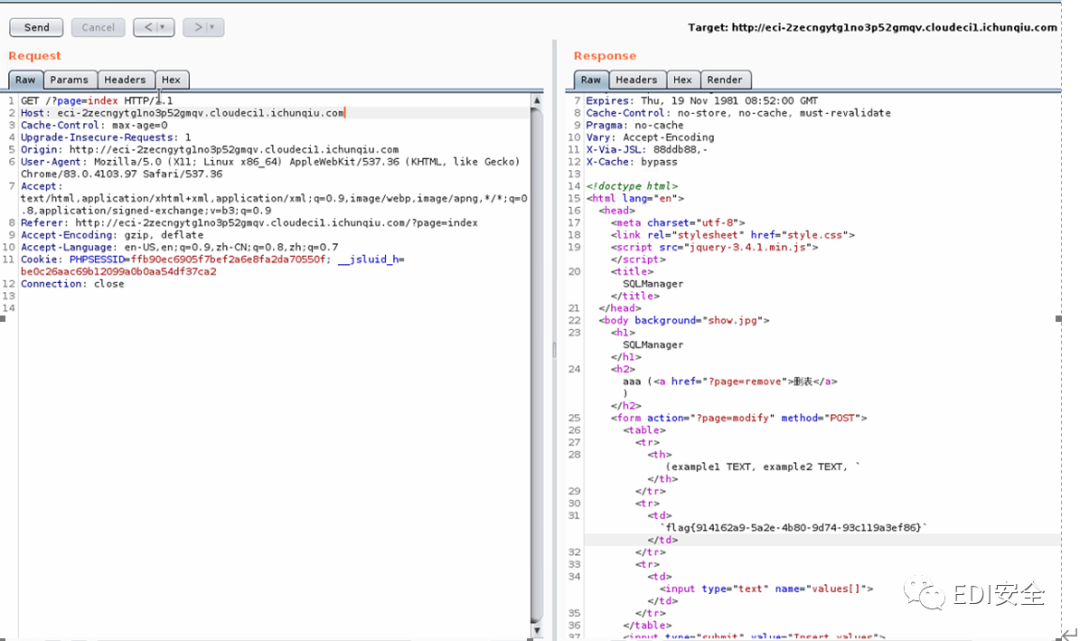 Send Cancel < > Target: http://eci-2zecngytg1no3p52gmqv.cloudeci1.ichunqiu.com
Request
Raw Params Headers Hex
1 GET /?page=index HTTP/1.1
2 Host: eci-2zecngytg1no3p52gmqv.cloudeci1.ichunqiu.com
3 Cache-Control: max-age=0
4 Upgrade-Insecure-Requests: 1
5 Origin: http://eci-2zecngytg1no3p52gmqv.cloudeci1.ichunqiu.com
6 User-Agent: Mozilla/5.0 (X11; Linux x86_64) AppleWebKit/537.36 (KHTML, like Gecko)
Chrome/83.0.4103.97 Safari/537.36
7 Accept:
text/html,application/xhtml+xml,application/xml;q=0.9,image/webp,image/apng,*/*;q=0
.8,application/signed-exchange;v=b3;q=0.9
8 Referer: http://eci-2zecngytg1no3p52gmqv.cloudeci1.ichunqiu.com/?page=index
9 Accept-Encoding: gzip, deflate
10 Accept-Language: en-US,en;q=0.9,zh-CN;q=0.8,zh;q=0.7
11 Cookie: PHPSESSID=ffb90ec6905f7bef2a6e8fa2da70550f; __jsluid_h=
be0c26aac69b12099a0b0aa54df37ca2
12 Connection: close
13
14
Response
Raw Headers Hex Render
7 Expires: Thu, 19 Nov 1981 08:52:00 GMT
8 Cache-Control: no-store, no-cache, must-revalidate
9 Pragma: no-cache
10 Vary: Accept-Encoding
11 X-Via-JSL: 88ddb88,-
12 X-Cache: bypass
13
14 <!doctype html>
15 <html lang="en">
16 <head>
17 <meta charset="utf-8">
18 <link rel="stylesheet" href="style.css">
19 <script src="jquery-3.4.1.min.js">
</script>
20 <title>
SQLManager
</title>
21 </head>
22 <body background="show.jpg">
23 <h1>
SQLManager
</h1>
24 <h2>
aaa (<a href="?page=remove">删表</a>
)
</h2>
25 <form action="?page=modify" method="POST">
26 <table>
27 <tr>
28 <th>
(example1 TEXT, example2 TEXT, `
</th>
29 </tr>
30 <tr>
31 <td>
`flag{914162a9-5a2e-4b80-9d74-93c119a3ef86}`
</td>
32 </tr>
33 <tr>
34 <td>
<input type="text" name="values[]">
</td>
35 </tr>
36 </table>
37 <input type="submit" value="Insert values">
EDI安全